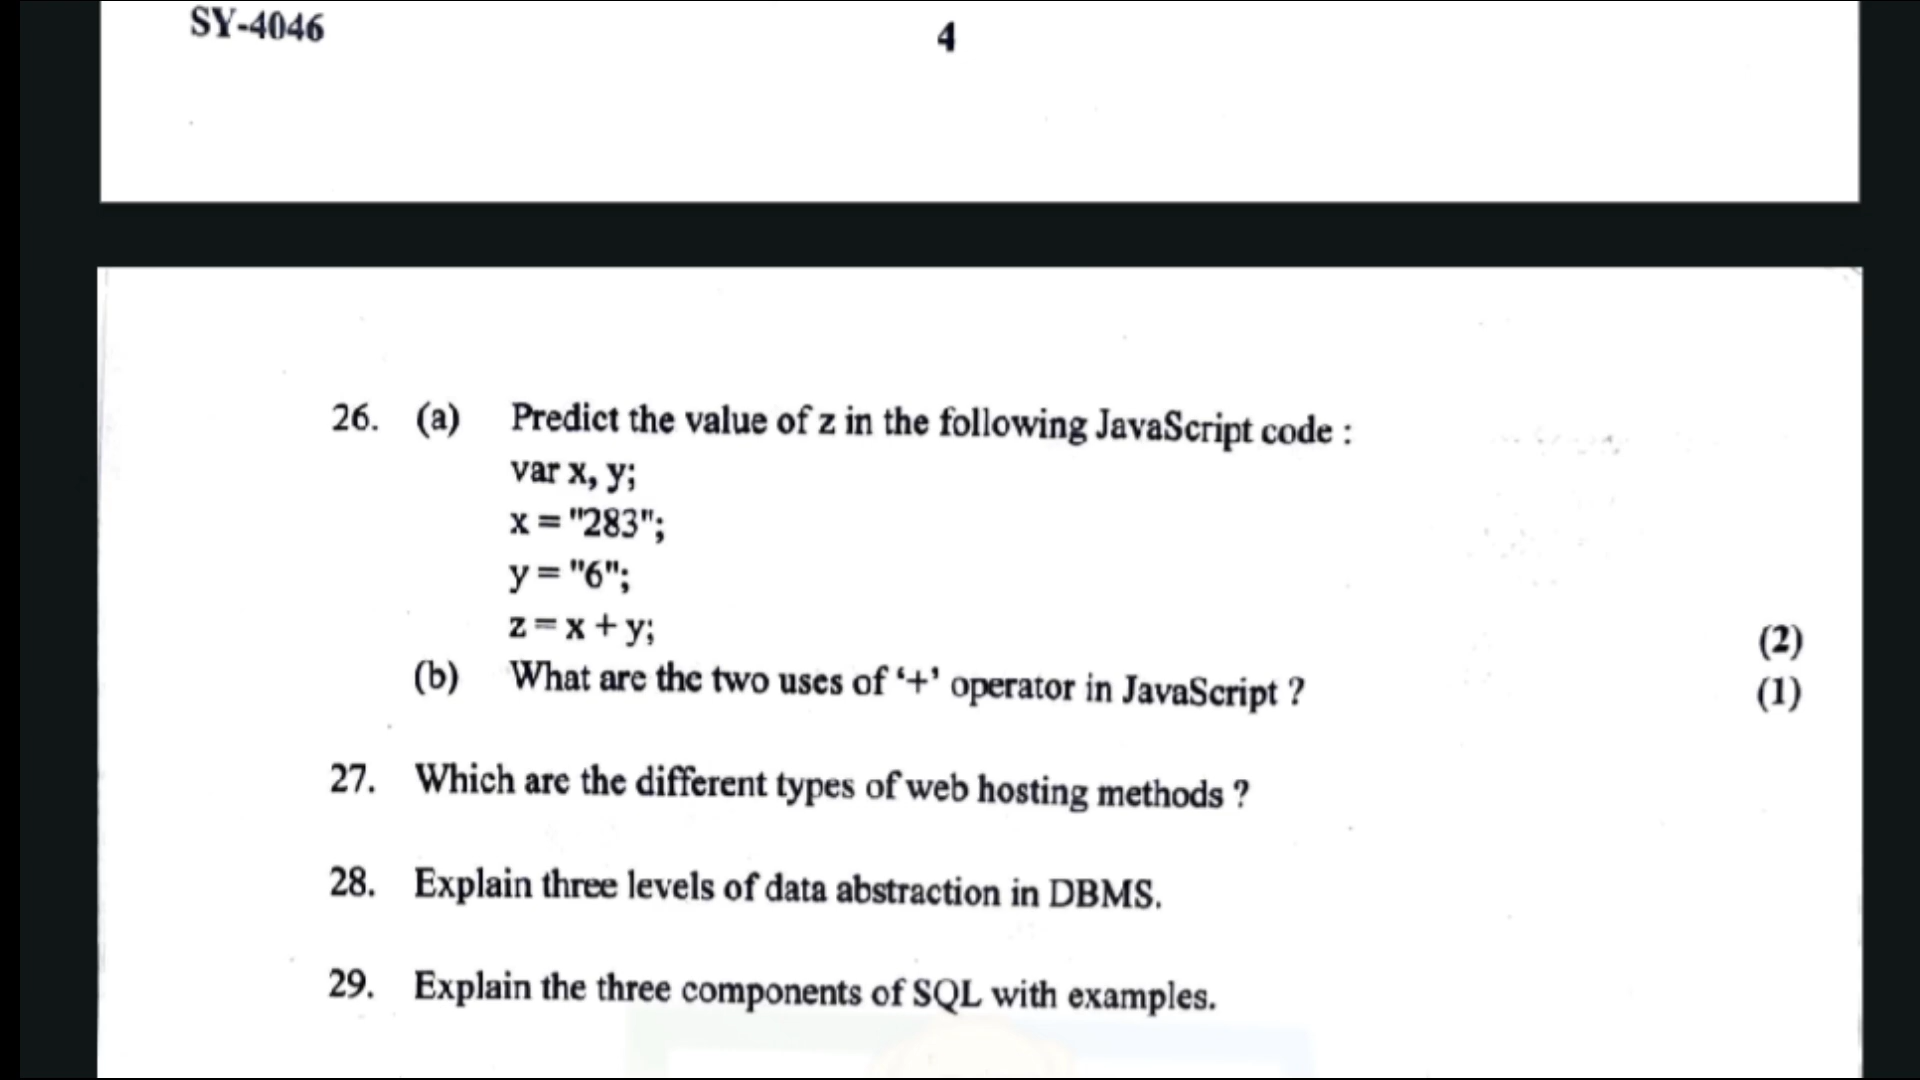 SY-4046
4
26. (a) Predict the value of z in the following JavaScript code :
var x, y;
x = "283";
y = "6";
z = x + y; (2)
(b) What are the two uses of ‘+’ operator in JavaScript ? (1)
27. Which are the different types of web hosting methods ?
28. Explain three levels of data abstraction in DBMS.
29. Explain the three components of SQL with examples.